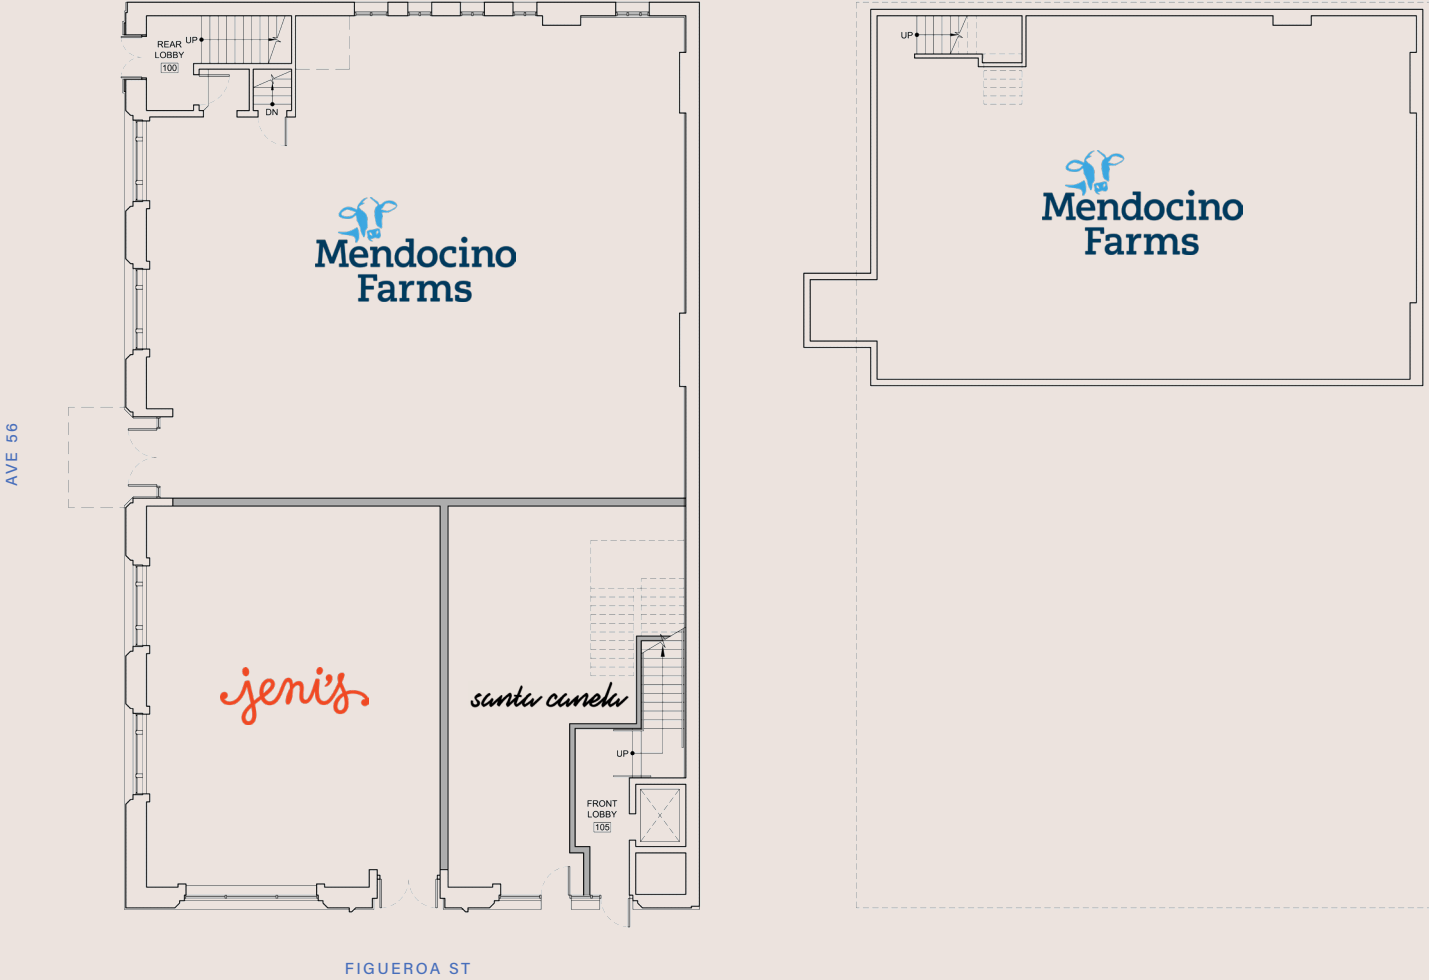 REAR
LOBBY
100
UP
DN
Mendocino
Farms
AVE 56
jeni's
santa canela
UP
FRONT
LOBBY
105
FIGUEROA ST
UP
Mendocino
Farms